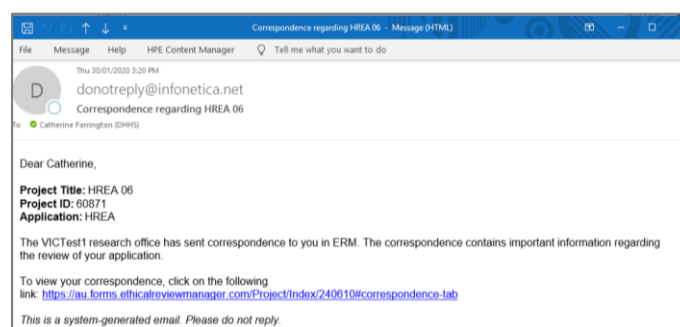 Correspondence regarding HREA 06 - Message (HTML)
File Message Help HPE Content Manager Tell me what you want to do
Thu 30/01/2020 3:20 PM
D
donotreply@infonetica.net
Correspondence regarding HREA 06
To Catherine Farrington (DHHS)
Dear Catherine,
Project Title: HREA 06
Project ID: 60871
Application: HREA
The VICTest1 research office has sent correspondence to you in ERM. The correspondence contains important information regarding
the review of your application.
To view your correspondence, click on the following
link: https://au.forms.ethicalreviewmanager.com/Project/Index/240610#correspondence-tab
This is a system-generated email. Please do not reply.